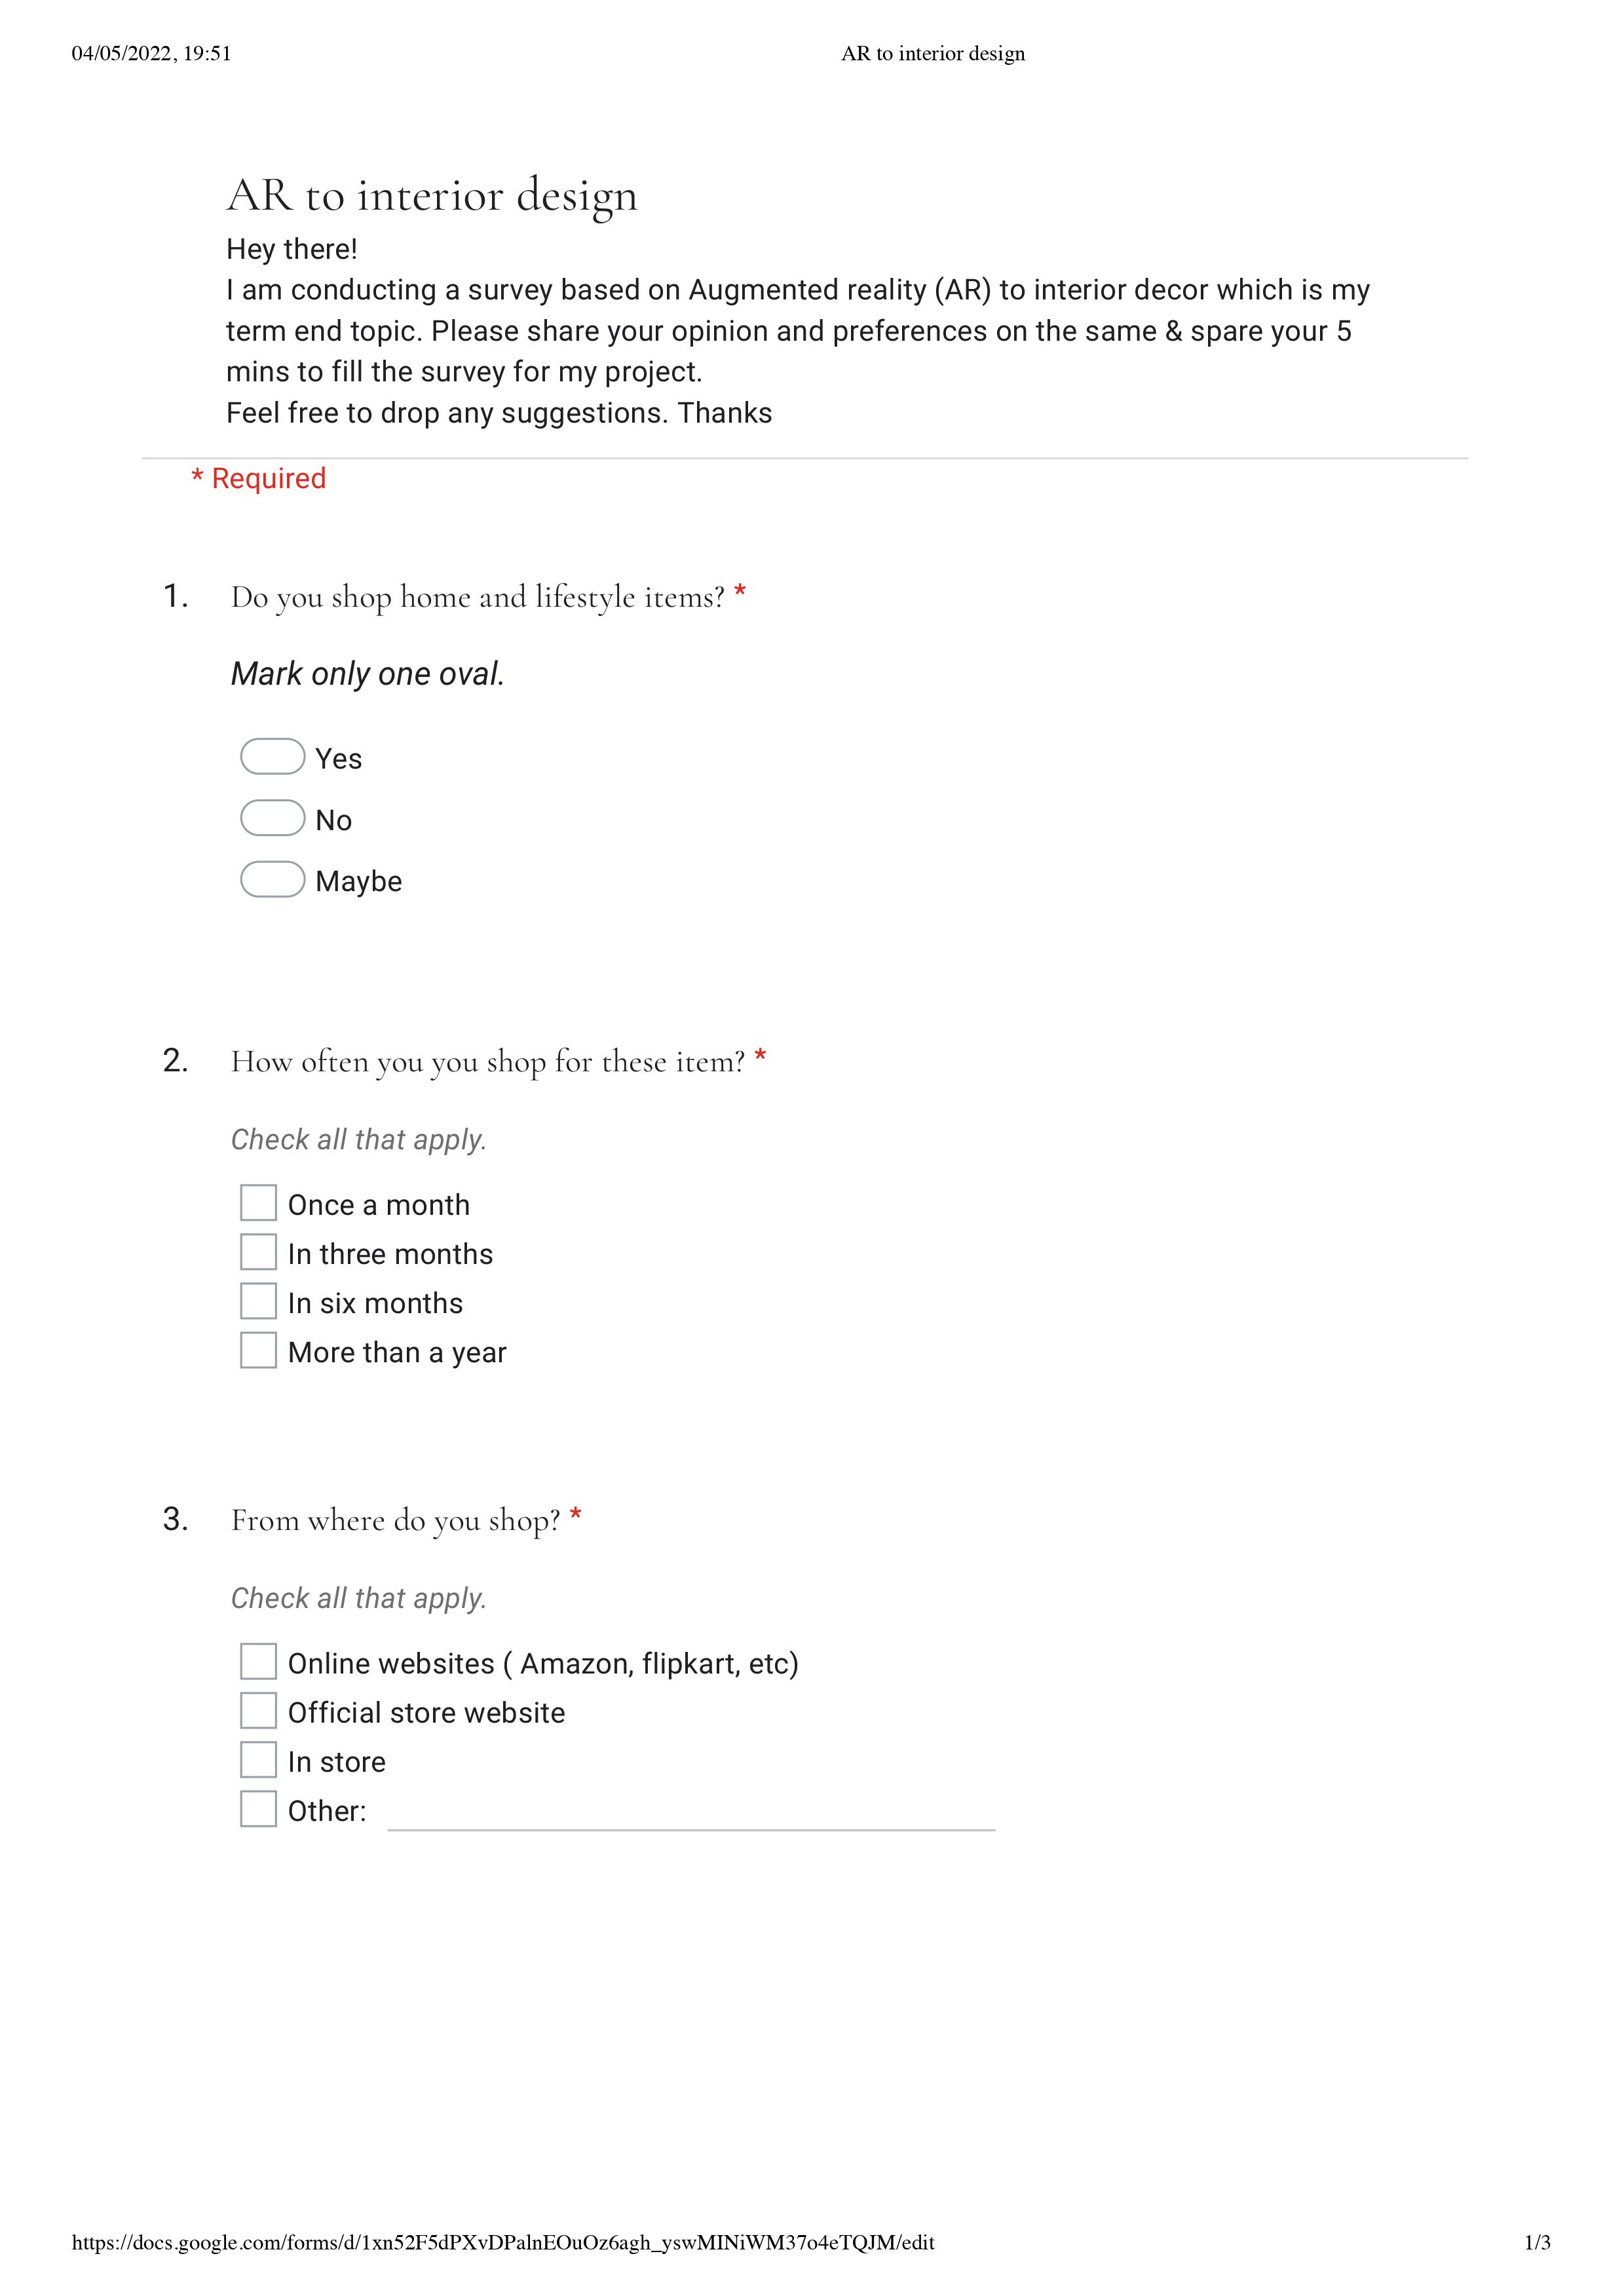 04/05/2022, 19:51
AR to interior design
AR to interior design
Hey there!
I am conducting a survey based on Augmented reality (AR) to interior decor which is my
term end topic. Please share your opinion and preferences on the same & spare your 5
mins to fill the survey for my project.
Feel free to drop any suggestions. Thanks
* Required
1. Do you shop home and lifestyle items? *
Mark only one oval.
Yes
No
Maybe
2. How often you you shop for these item? *
Check all that apply.
Once a month
In three months
In six months
More than a year
3. From where do you shop? *
Check all that apply.
Online websites ( Amazon, flipkart, etc)
Official store website
In store
Other:
https://docs.google.com/forms/d/1xn52F5dPXvDPalnEOuOz6agh_yswMINiWM37o4eTQJM/edit
1/3